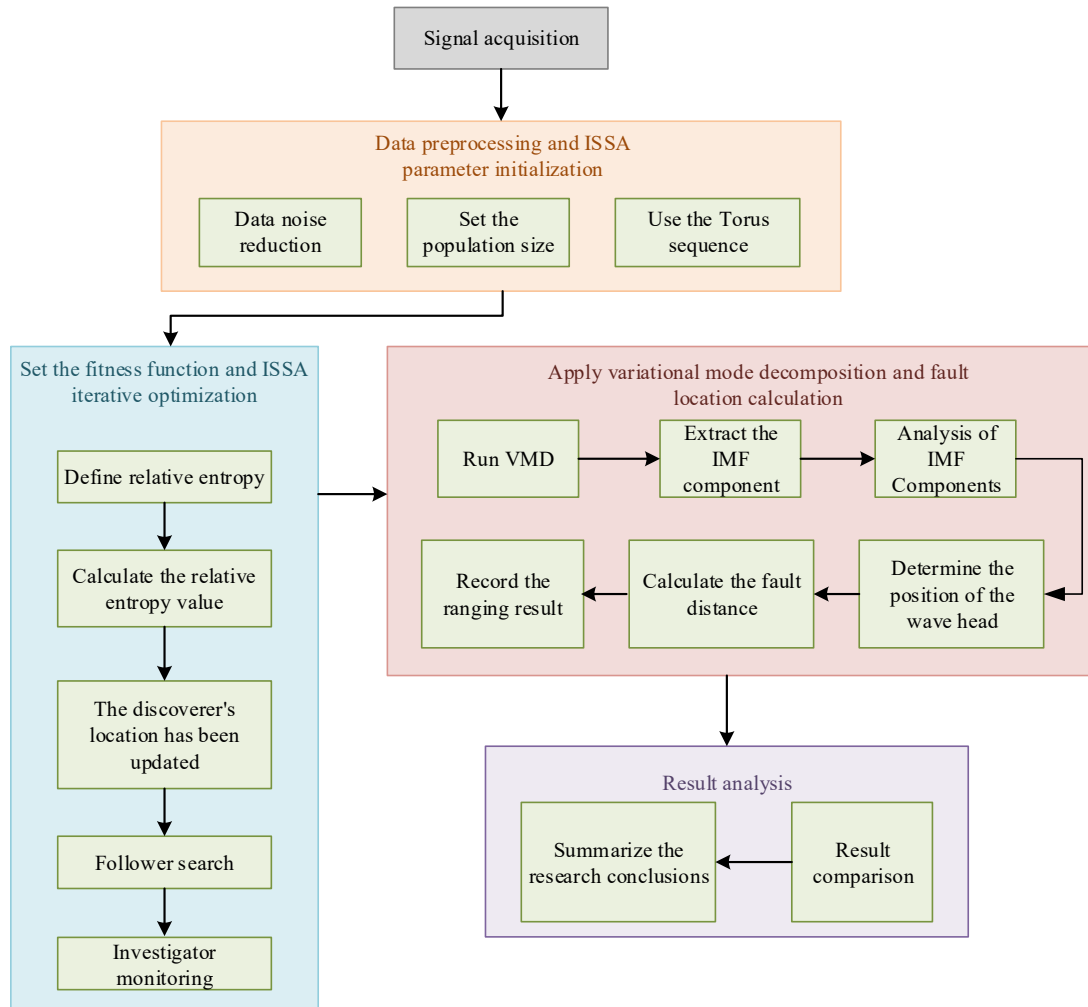 Signal acquisition
Data preprocessing and ISSA
parameter initialization
Data noise
reduction
Set the
population size
Use the Torus
sequence
Set the fitness function and ISSA
iterative optimization
Define relative entropy
Calculate the relative
entropy value
The discoverer's
location has been
updated
Follower search
Investigator
monitoring
Apply variational mode decomposition and fault
location calculation
Run VMD
Extract the
IMF
component
Analysis of
IMF
Components
Determine the
position of the
wave head
Calculate the fault
distance
Record the
ranging result
Result analysis
Result
comparison
Summarize the
research conclusions